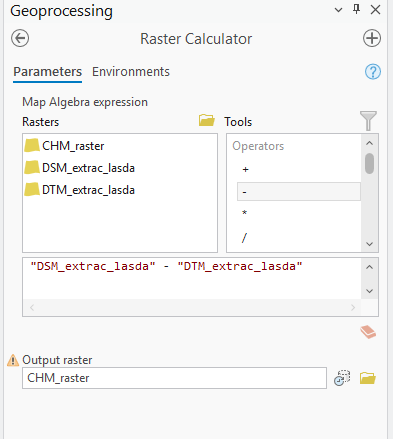 Geoprocessing
Raster Calculator
Parameters Environments
Map Algebra expression
Rasters Tools
CHM_raster
DSM_extrac_lasda
DTM_extrac_lasda
Operators
+
-
*
/
"DSM_extrac_lasda" - "DTM_extrac_lasda"
Output raster
CHM_raster